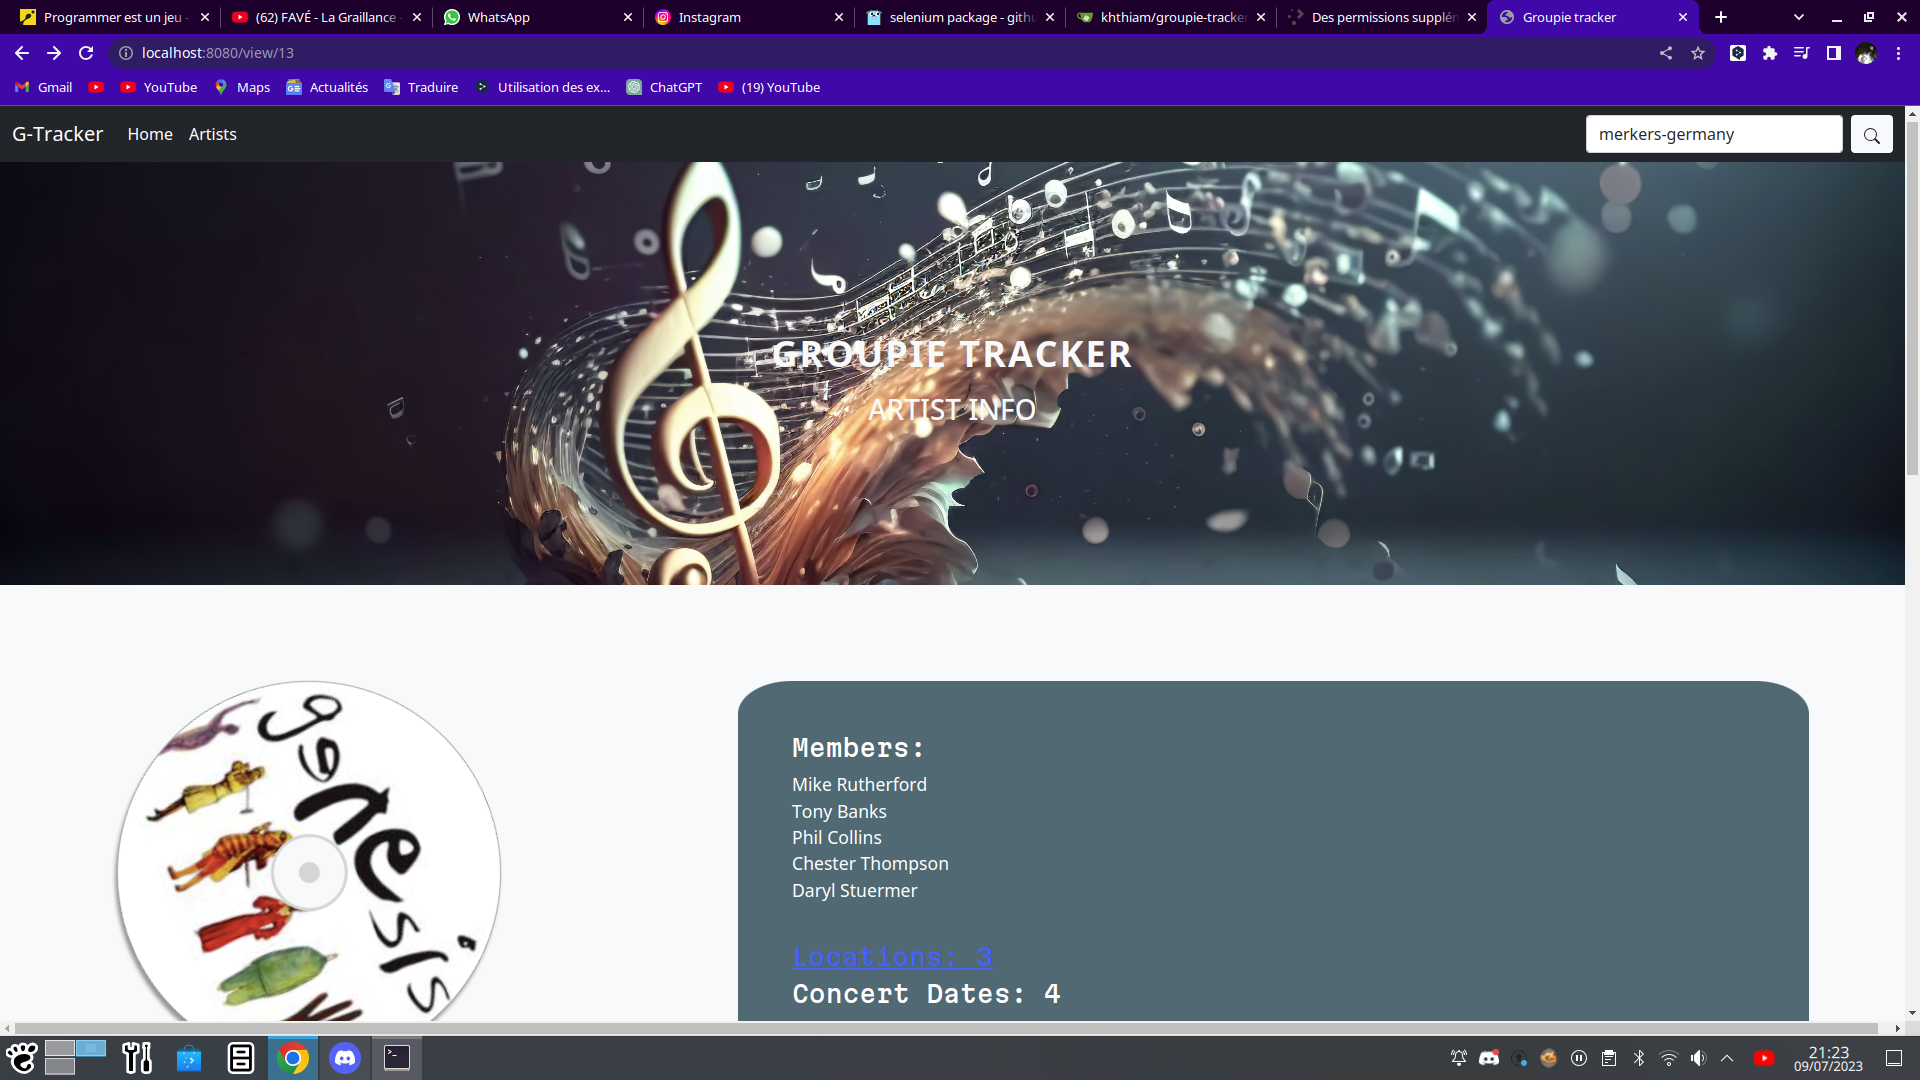 Programmer est un jeu -
(62) FAVÉ - La Graillance -
WhatsApp
Instagram
selenium package - githu
khthiam/groupie-tracker
Des permissions supplém
Groupie tracker
localhost:8080/view/13
Gmail
YouTube
Maps
Actualités
Traduire
Utilisation des ex...
ChatGPT
(19) YouTube
G-Tracker
Home
Artists
merkers-germany
GROUPIE TRACKER
ARTIST INFO
genesis
Members:
Mike Rutherford
Tony Banks
Phil Collins
Chester Thompson
Daryl Stuermer
Locations: 3
Concert Dates: 4
21:23
09/07/2023